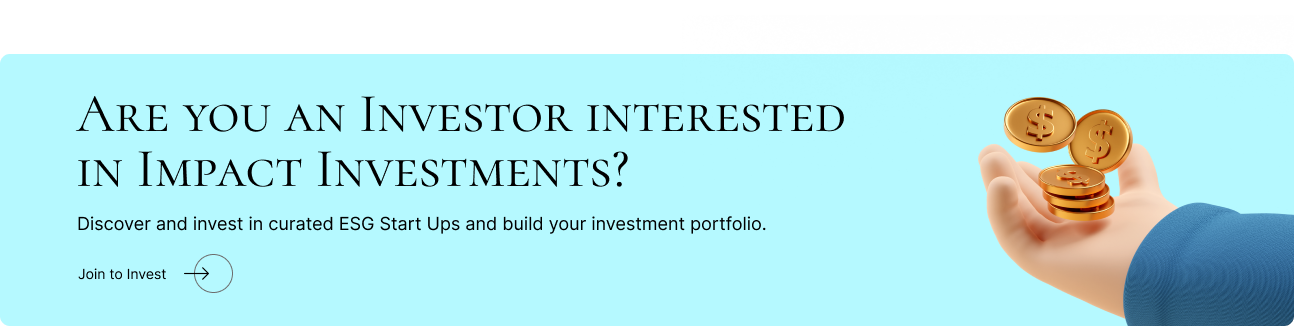 Are you an Investor interested
in Impact Investments?
Discover and invest in curated ESG Start Ups and build your investment portfolio.
Join to Invest